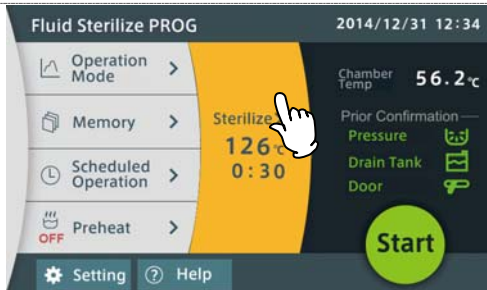 Fluid Sterilize PROG
2014/12/31 12:34
Operation
Mode
>
Memory
>
Scheduled
Operation
>
OFF
Preheat
>
Sterilize
126℃
0:30
Chamber
Temp
56.2℃
Prior Confirmation
Pressure
Drain Tank
Door
Start
Setting
? Help